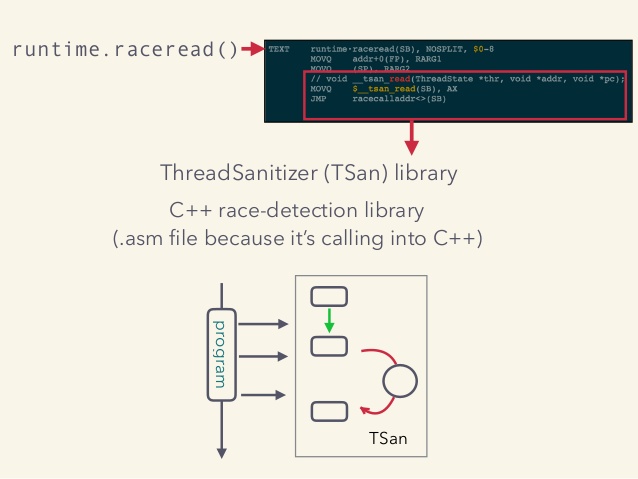 runtime.raceread()
TEXT runtime·raceread(SB), NOSPLIT, $0-8
MOVQ addr+0(FP), RARG1
MOVQ (SP), RARG2
// void __tsan_read(ThreadState *thr, void *addr, void *pc);
MOVQ $__tsan_read(SB), AX
JMP racecalladdr<>(SB)
ThreadSanitizer (TSan) library
C++ race-detection library
(.asm file because it’s calling into C++)
program
TSan